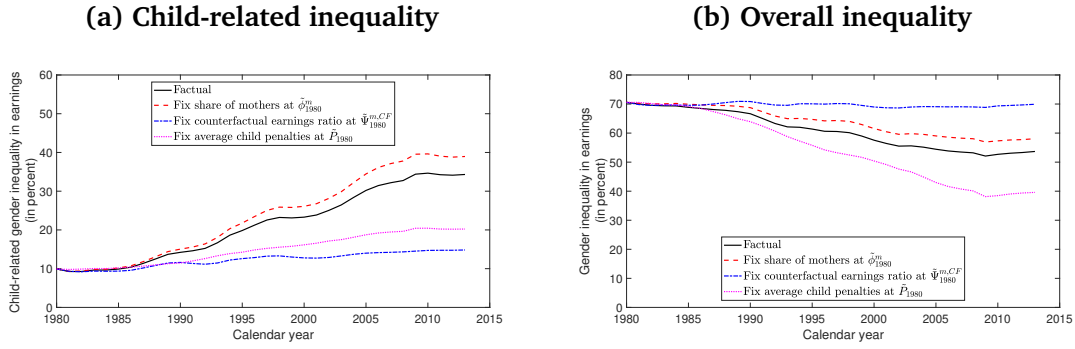 (a) Child-related inequality
Child-related gender inequality in earnings
(in percent)
60
50
40
30
20
10
0
1980 1985 1990 1995 2000 2005 2010 2015
Calendar year
Factual
Fix share of mothers at φ̃^m_1980
Fix counterfactual earnings ratio at Ψ̃^{m,CF}_1980
Fix average child penalties at P̃_1980
(b) Overall inequality
Gender inequality in earnings
(in percent)
80
70
60
50
40
30
20
10
0
1980 1985 1990 1995 2000 2005 2010 2015
Calendar year
Factual
Fix share of mothers at φ̃^m_1980
Fix counterfactual earnings ratio at Ψ̃^{m,CF}_1980
Fix average child penalties at P̃_1980